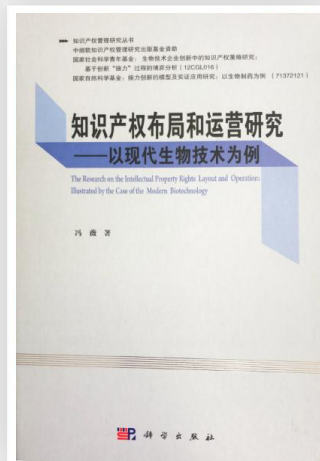 知识产权管理研究丛书
中细软知识产权管理研究出版基金资助
国家社会科学青年基金：生物技术企业创新中的知识产权策略研究：
基于创新“接力”过程的博弈分析（12CGL016）
国家自然科学基金：接力创新的模型及实证应用研究：以生物制药为例（71372121）
知识产权布局和运营研究
——以现代生物技术为例
The Research on the Intellectual Property Rights Layout and Operation:
Illustrated by the Case of the Modern Biotechnology
冯薇 著
科学出版社